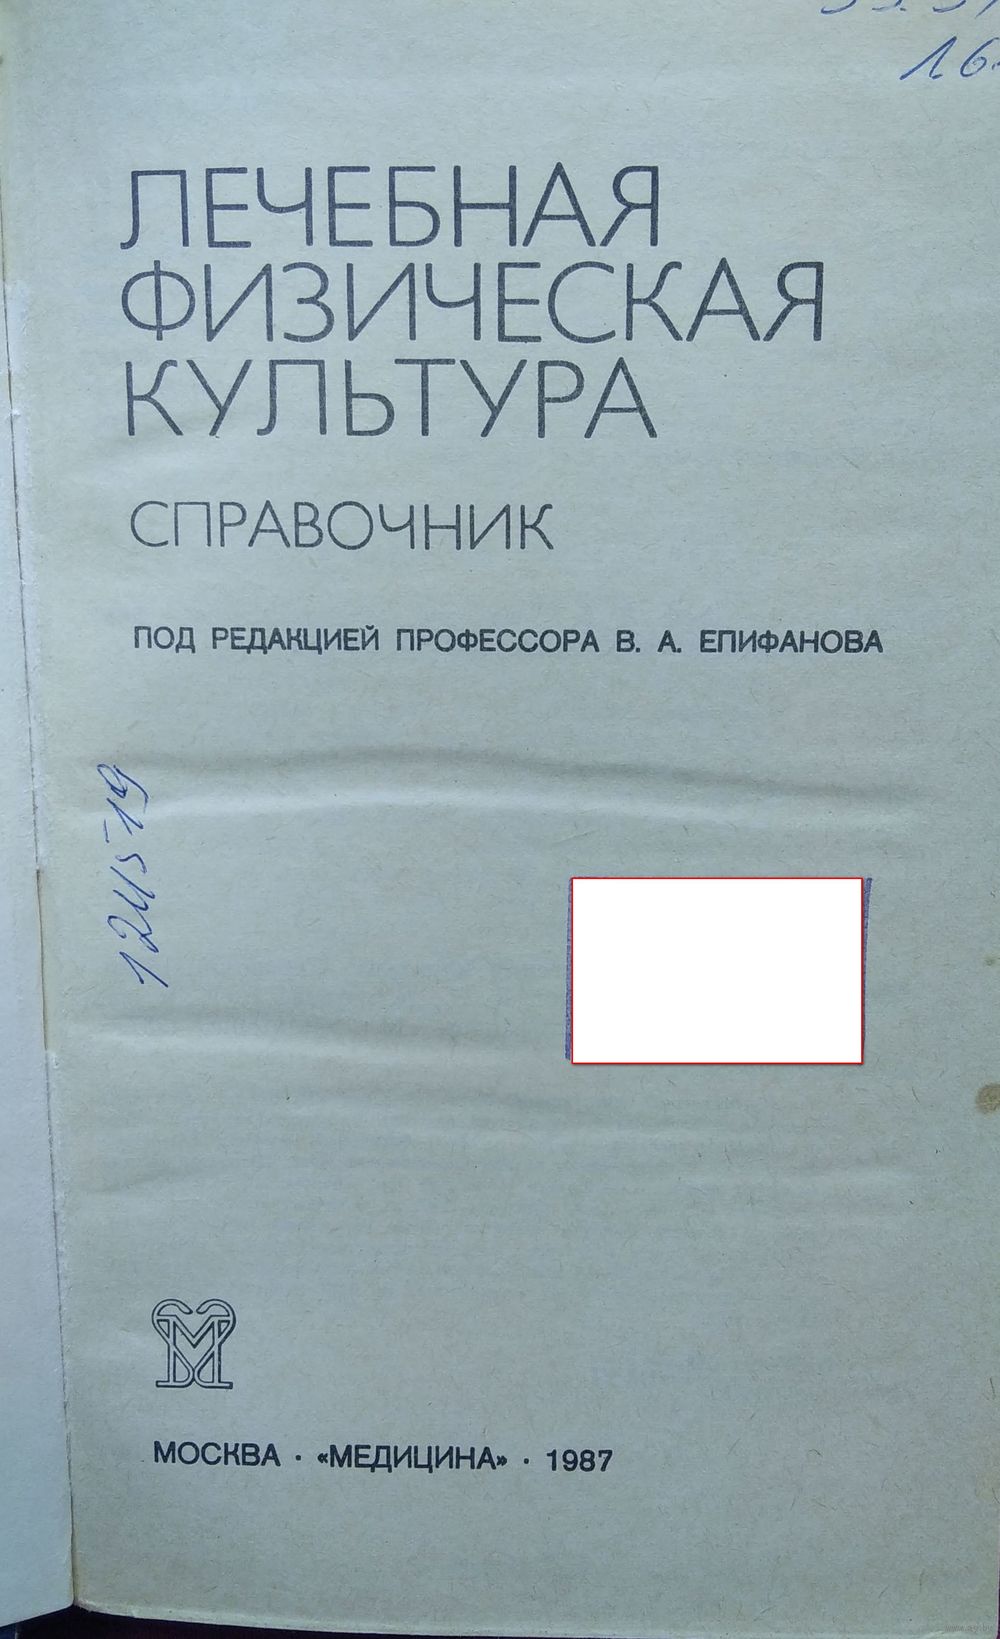 ЛЕЧЕБНАЯ
ФИЗИЧЕСКАЯ
КУЛЬТУРА
СПРАВОЧНИК
ПОД РЕДАКЦИЕЙ ПРОФЕССОРА В. А. ЕПИФАНОВА
МОСКВА · «МЕДИЦИНА» · 1987